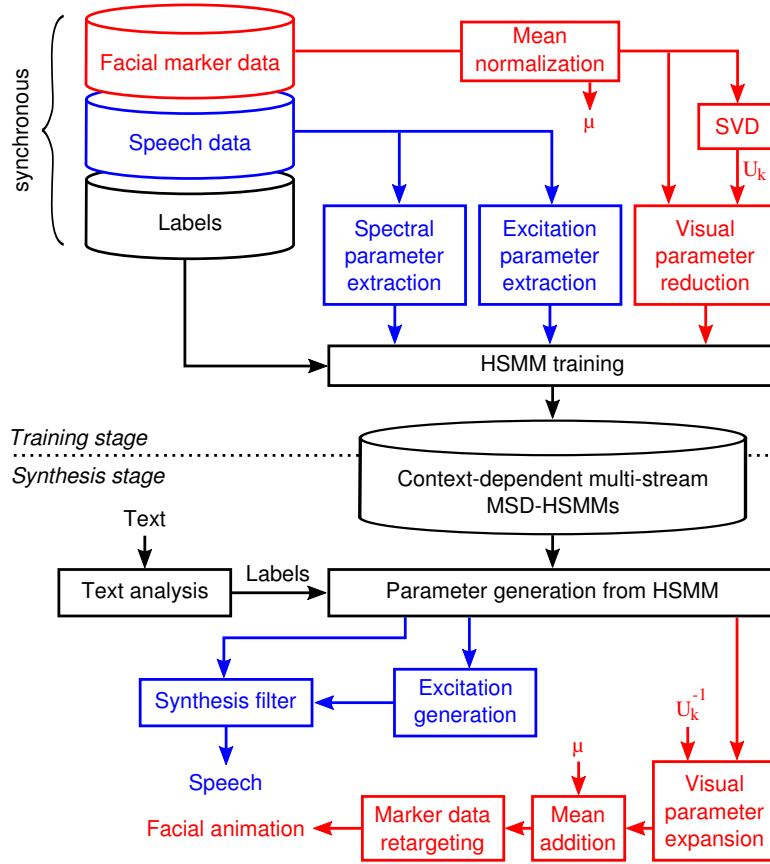 synchronous
Facial marker data
Mean
normalization
μ
SVD
U_k
Speech data
Labels
Spectral
parameter
extraction
Excitation
parameter
extraction
Visual
parameter
reduction
HSMM training
Training stage
Synthesis stage
Context-dependent multi-stream
MSD-HSMMs
Text
Text analysis
Labels
Parameter generation from HSMM
Synthesis filter
Excitation
generation
Speech
U_k^-1
μ
Visual
parameter
expansion
Mean
addition
Marker data
retargeting
Facial animation